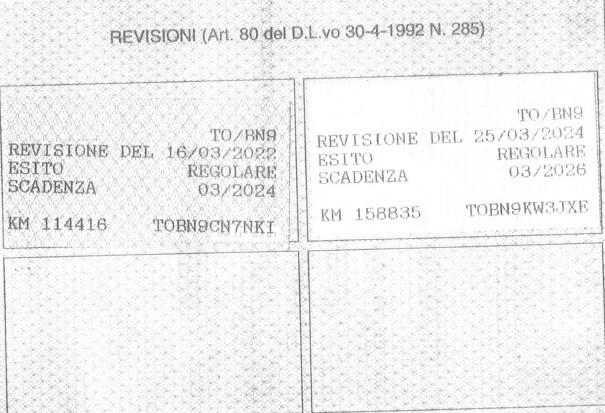 REVISIONI (Art. 80 del D.L.vo 30-4-1992 N. 285)
TO/BN9
REVISIONE DEL 16/03/2022
ESITO REGOLARE
SCADENZA 03/2024
KM 114416 TOBN9CN7NKI
TO/BN9
REVISIONE DEL 25/03/2024
ESITO REGOLARE
SCADENZA 03/2026
KM 158835 TOBN9KW3JXE